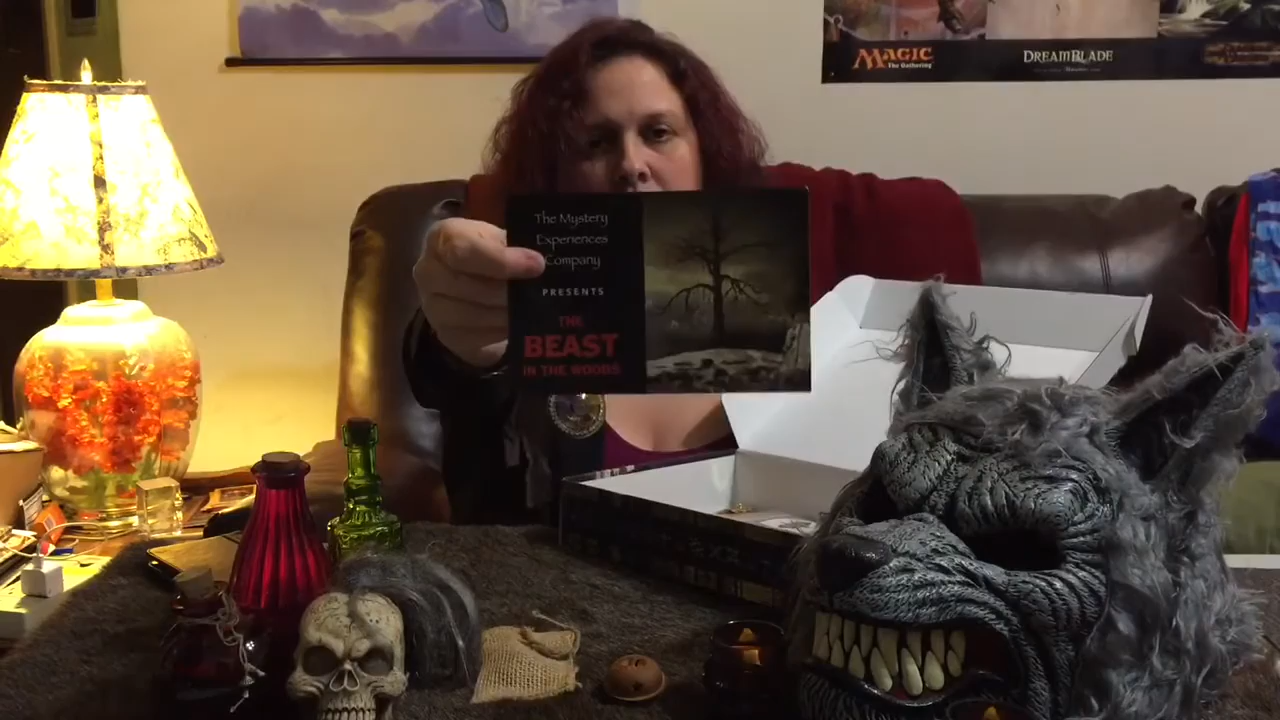 MAGIC
The Gathering
DREAMBLADE
The Mystery
Experiences
Company
PRESENTS
THE
BEAST
IN THE WOODS